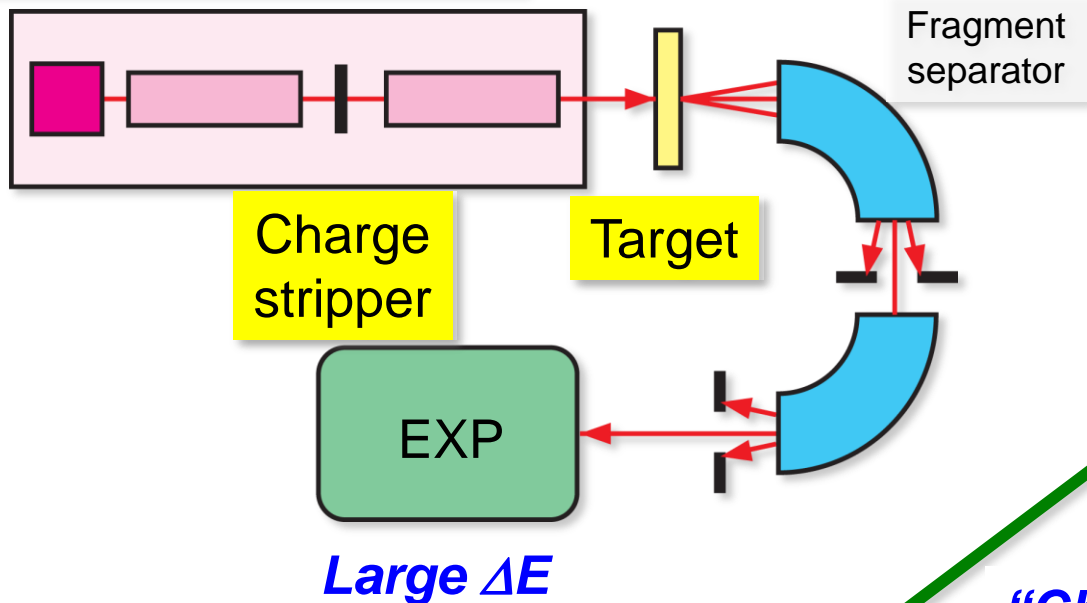 Fragment
separator
Charge
stripper
Target
EXP
Large ΔE